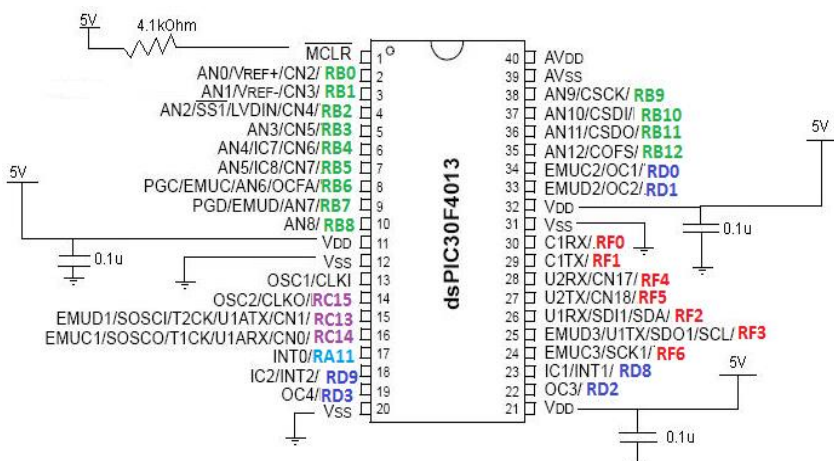 5V
4.1kOhm
MCLR
AN0/VREF+/CN2/ RB0
AN1/VREF-/CN3/ RB1
AN2/SS1/LVDIN/CN4/ RB2
AN3/CN5/ RB3
AN4/IC7/CN6/ RB4
AN5/IC8/CN7/ RB5
PGC/EMUC/AN6/OCFA/ RB6
PGD/EMUD/AN7/ RB7
AN8/ RB8
VDD
VSS
OSC1/CLKI
OSC2/CLKO/ RC15
EMUD1/SOSCI/T2CK/U1ATX/CN1/ RC13
EMUC1/SOSCO/T1CK/U1ARX/CN0/ RC14
INT0/ RA11
IC2/INT2/ RD9
OC4/ RD3
VSS
5V
0.1u
1
2
3
4
5
6
7
8
9
10
11
12
13
14
15
16
17
18
19
20
dsPIC30F4013
40 AVDD
39 AVSS
38 AN9/CSCK/ RB9
37 AN10/CSDI/ RB10
36 AN11/CSDO/ RB11
35 AN12/COFS/ RB12
34 EMUC2/OC1/ RD0
33 EMUD2/OC2/ RD1
32 VDD
31 VSS
30 C1RX/ RF0
29 C1TX/ RF1
28 U2RX/CN17/ RF4
27 U2TX/CN18/ RF5
26 U1RX/SDI1/SDA/ RF2
25 EMUD3/U1TX/SDO1/SCL/ RF3
24 EMUC3/SCK1/ RF6
23 IC1/INT1/ RD8
22 OC3/ RD2
21 VDD
5V
0.1u
5V
0.1u